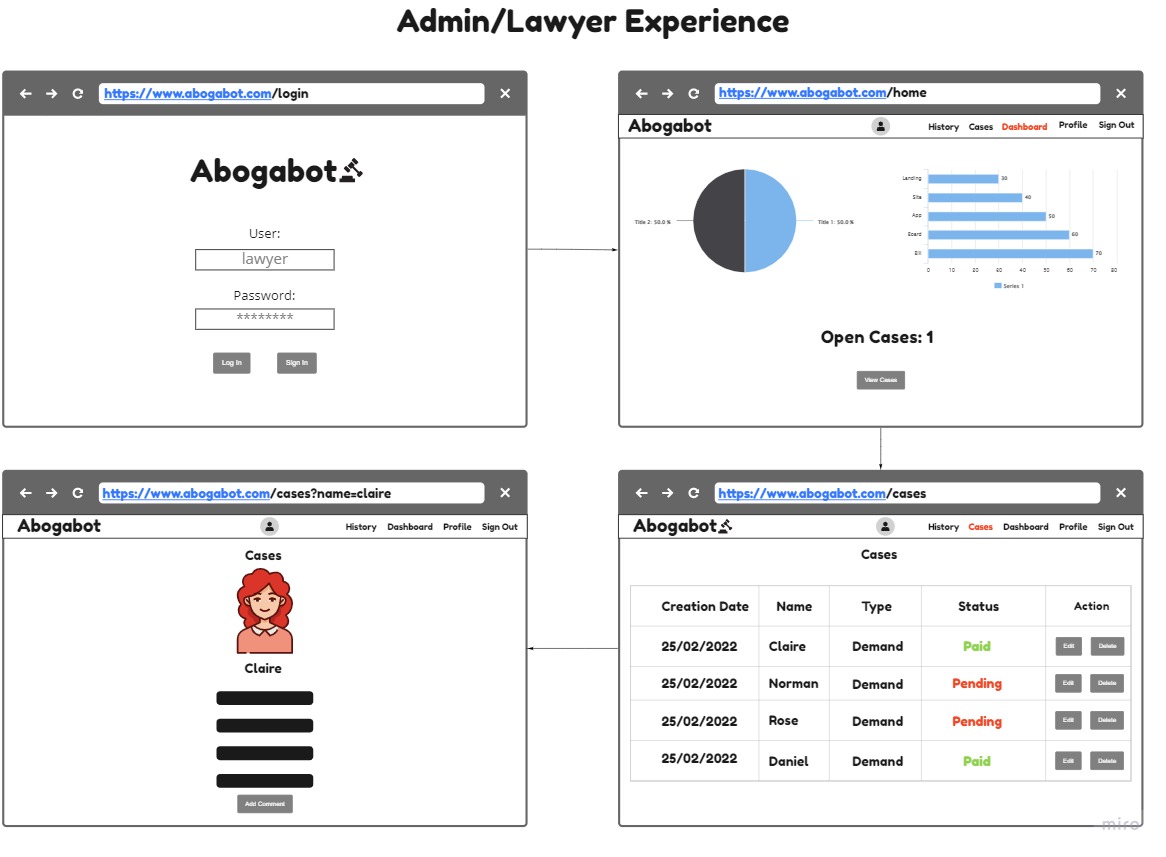 Admin/Lawyer Experience
https://www.abogabot.com/login
Abogabot
User:
lawyer
Password:
********
Log In Sign In
https://www.abogabot.com/home
Abogabot History Cases Dashboard Profile Sign Out
Title 2: 50.0 % Title 1: 50.0 %
Landing 30
Site 40
App 50
Board 60
Bill 70
0 10 20 30 40 50 60 70 80
Series 1
Open Cases: 1
View Cases
https://www.abogabot.com/cases?name=claire
Abogabot History Dashboard Profile Sign Out
Cases
Claire
Add Comment
https://www.abogabot.com/cases
Abogabot History Cases Dashboard Profile Sign Out
Cases
Creation Date Name Type Status Action
25/02/2022 Claire Demand Paid Edit Delete
25/02/2022 Norman Demand Pending Edit Delete
25/02/2022 Rose Demand Pending Edit Delete
25/02/2022 Daniel Demand Paid Edit Delete
miro